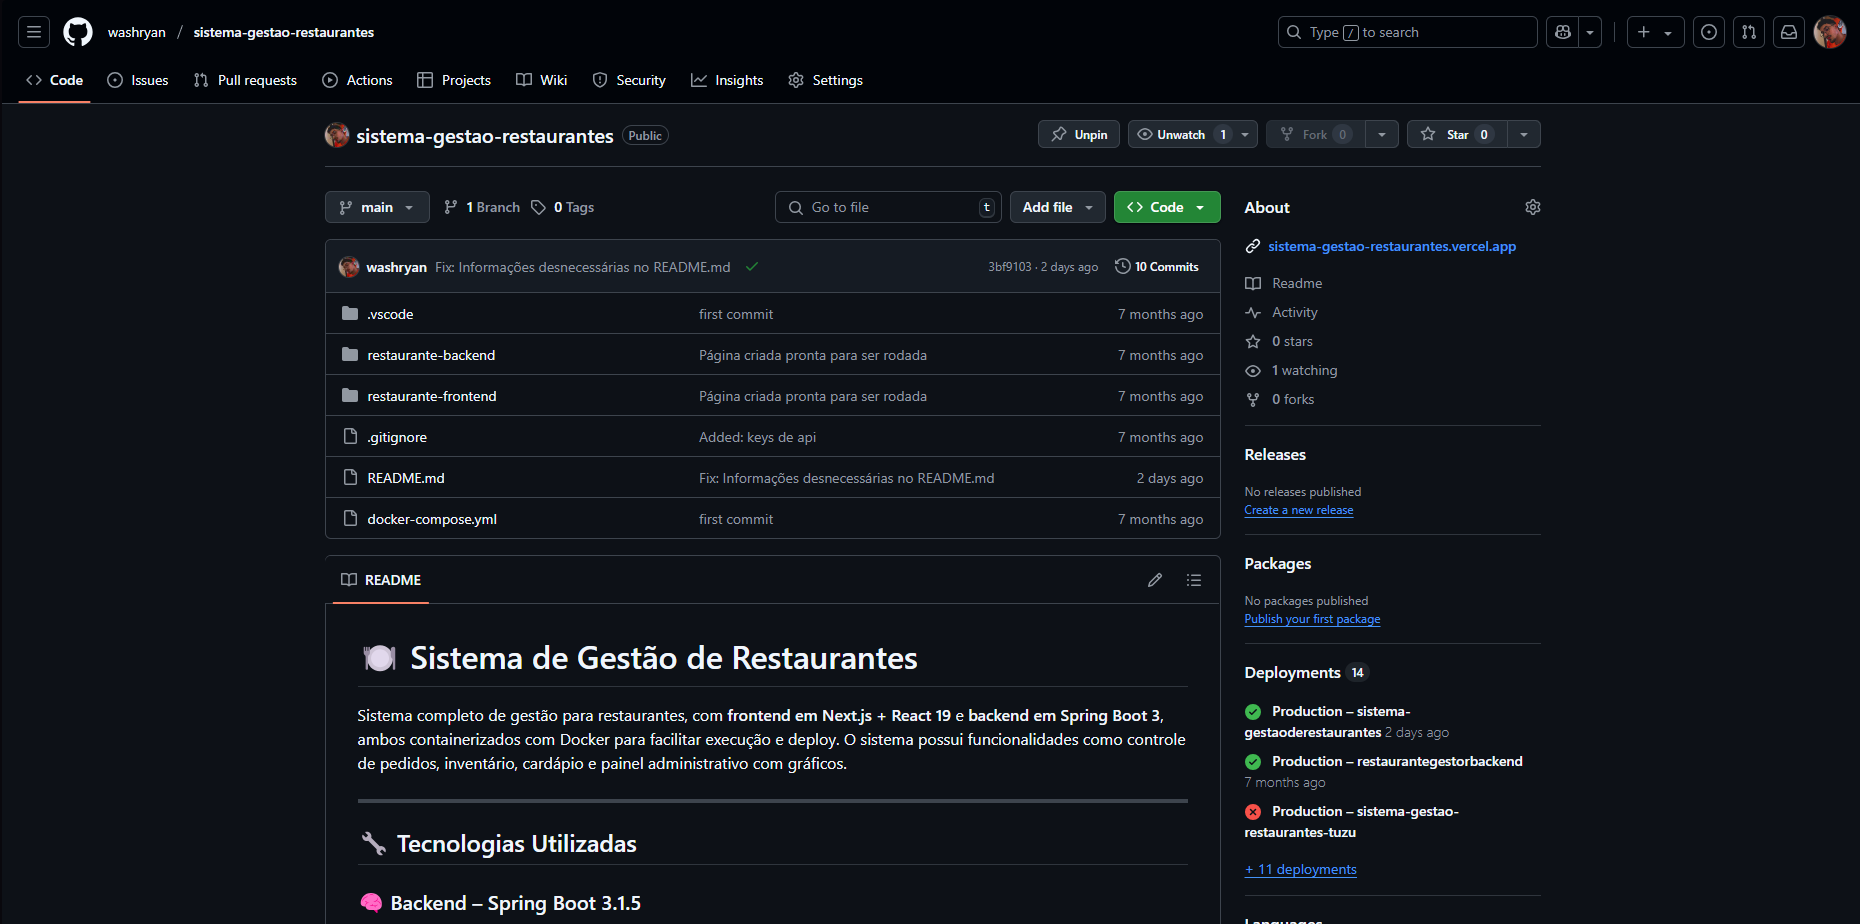 washryan / sistema-gestao-restaurantes
Type / to search
Code Issues Pull requests Actions Projects Wiki Security Insights Settings
sistema-gestao-restaurantes Public
Unpin Unwatch 1 Fork 0 Star 0
main 1 Branch 0 Tags
Go to file t Add file Code
washryan Fix: Informações desnecessárias no README.md 3bf9103 · 2 days ago 10 Commits
.vscode first commit 7 months ago
restaurante-backend Página criada pronta para ser rodada 7 months ago
restaurante-frontend Página criada pronta para ser rodada 7 months ago
.gitignore Added: keys de api 7 months ago
README.md Fix: Informações desnecessárias no README.md 2 days ago
docker-compose.yml first commit 7 months ago
README
Sistema de Gestão de Restaurantes
Sistema completo de gestão para restaurantes, com frontend em Next.js + React 19 e backend em Spring Boot 3,
ambos containerizados com Docker para facilitar execução e deploy. O sistema possui funcionalidades como controle
de pedidos, inventário, cardápio e painel administrativo com gráficos.
Tecnologias Utilizadas
Backend – Spring Boot 3.1.5
About
sistema-gestao-restaurantes.vercel.app
Readme
Activity
0 stars
1 watching
0 forks
Releases
No releases published
Create a new release
Packages
No packages published
Publish your first package
Deployments 14
Production – sistema-
gestaoderestaurantes 2 days ago
Production – restaurantegestorbackend
7 months ago
Production – sistema-gestao-
restaurantes-tuzu
+ 11 deployments
Languages